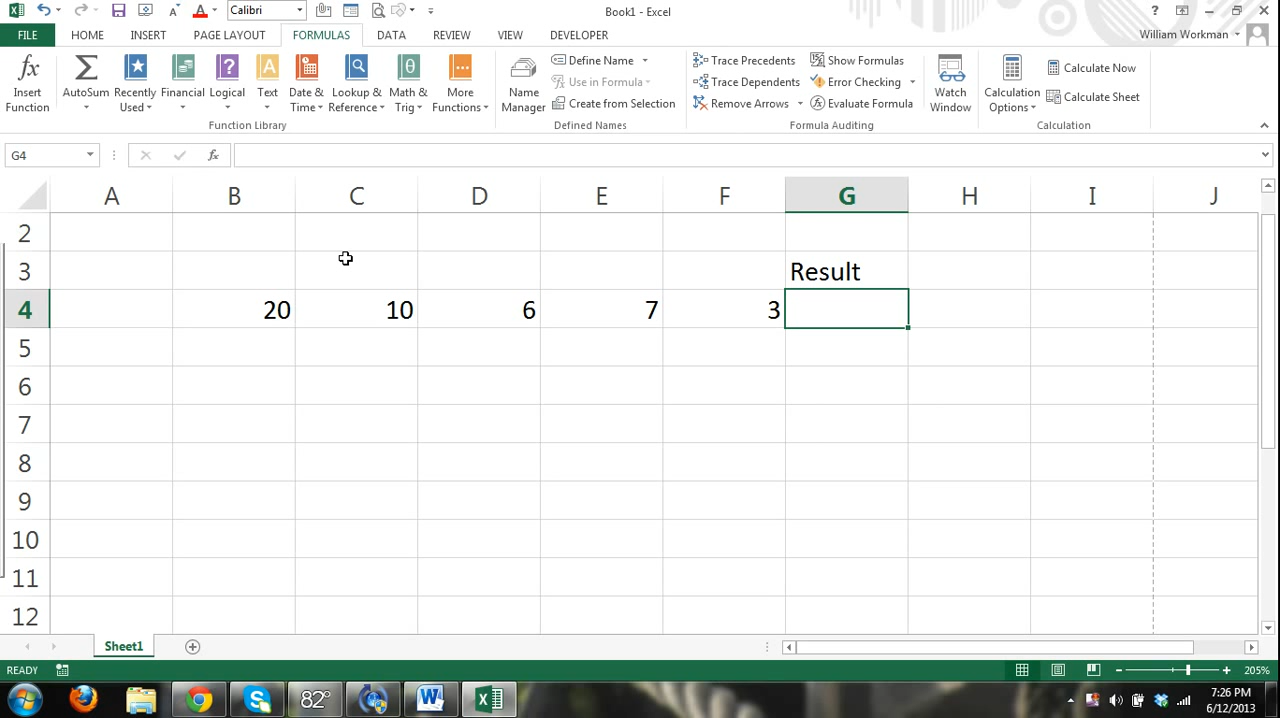 Calibri
Book1 - Excel
?
FILE HOME INSERT PAGE LAYOUT FORMULAS DATA REVIEW VIEW DEVELOPER William Workman
Insert Function
AutoSum
Recently Used
Financial
Logical
Text
Date & Time
Lookup & Reference
Math & Trig
More Functions
Function Library
Name Manager
Define Name
Use in Formula
Create from Selection
Defined Names
Trace Precedents
Trace Dependents
Remove Arrows
Show Formulas
Error Checking
Evaluate Formula
Formula Auditing
Watch Window
Calculation Options
Calculate Now
Calculate Sheet
Calculation
G4 fx
A B C D E F G H I J
2
3 Result
4 20 10 6 7 3
5
6
7
8
9
10
11
12
Sheet1
READY 205%
82° 7:26 PM
6/12/2013